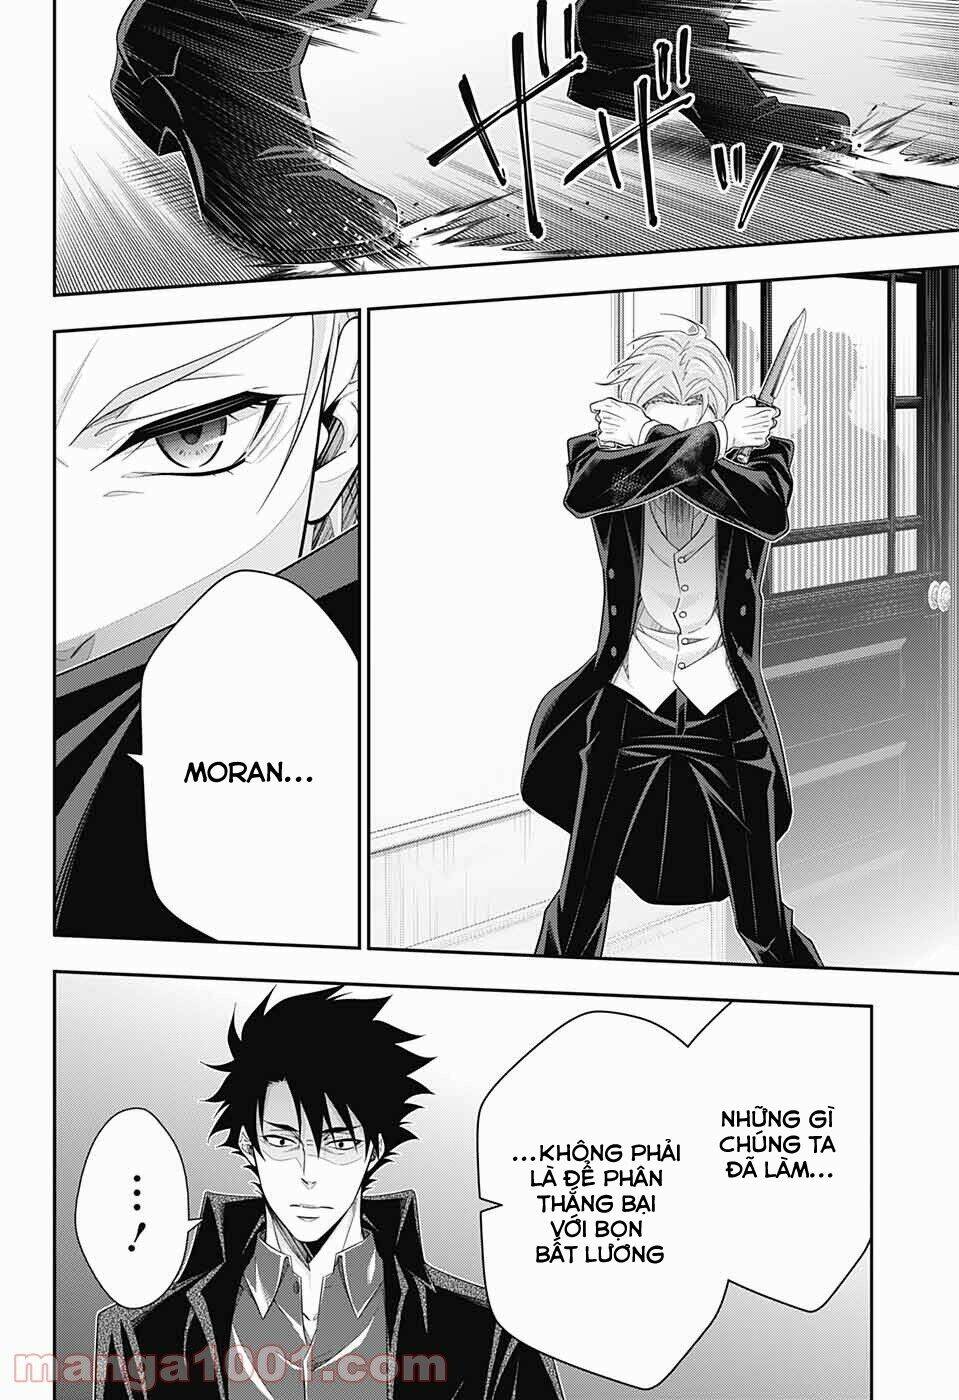 ザザザッ
MORAN...
NHỮNG GÌ
CHÚNG TA
ĐÃ LÀM...
...KHÔNG PHẢI
LÀ ĐỂ PHÂN
THẮNG BẠI
VỚI BỌN
BẤT LƯƠNG
...!
manga1001.com